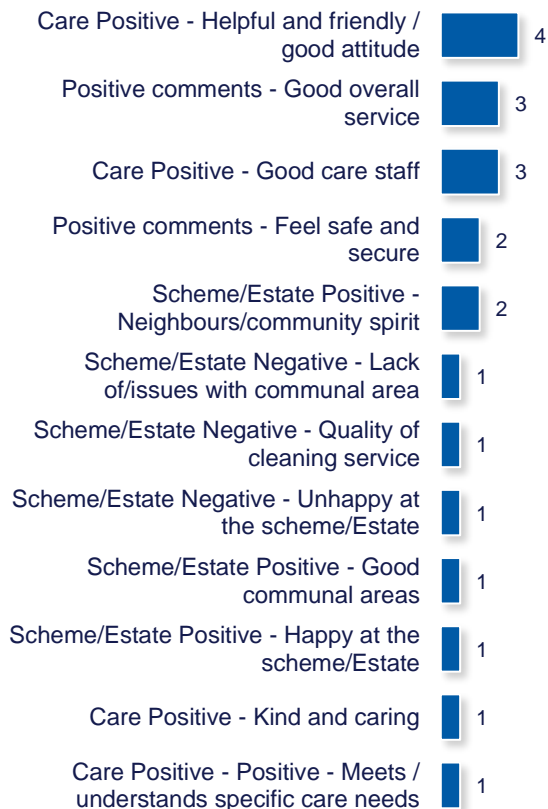 Care Positive - Helpful and friendly /
good attitude
4
Positive comments - Good overall
service
3
Care Positive - Good care staff
3
Positive comments - Feel safe and
secure
2
Scheme/Estate Positive -
Neighbours/community spirit
2
Scheme/Estate Negative - Lack
of/issues with communal area
1
Scheme/Estate Negative - Quality of
cleaning service
1
Scheme/Estate Negative - Unhappy at
the scheme/Estate
1
Scheme/Estate Positive - Good
communal areas
1
Scheme/Estate Positive - Happy at the
scheme/Estate
1
Care Positive - Kind and caring
1
Care Positive - Positive - Meets /
understands specific care needs
1